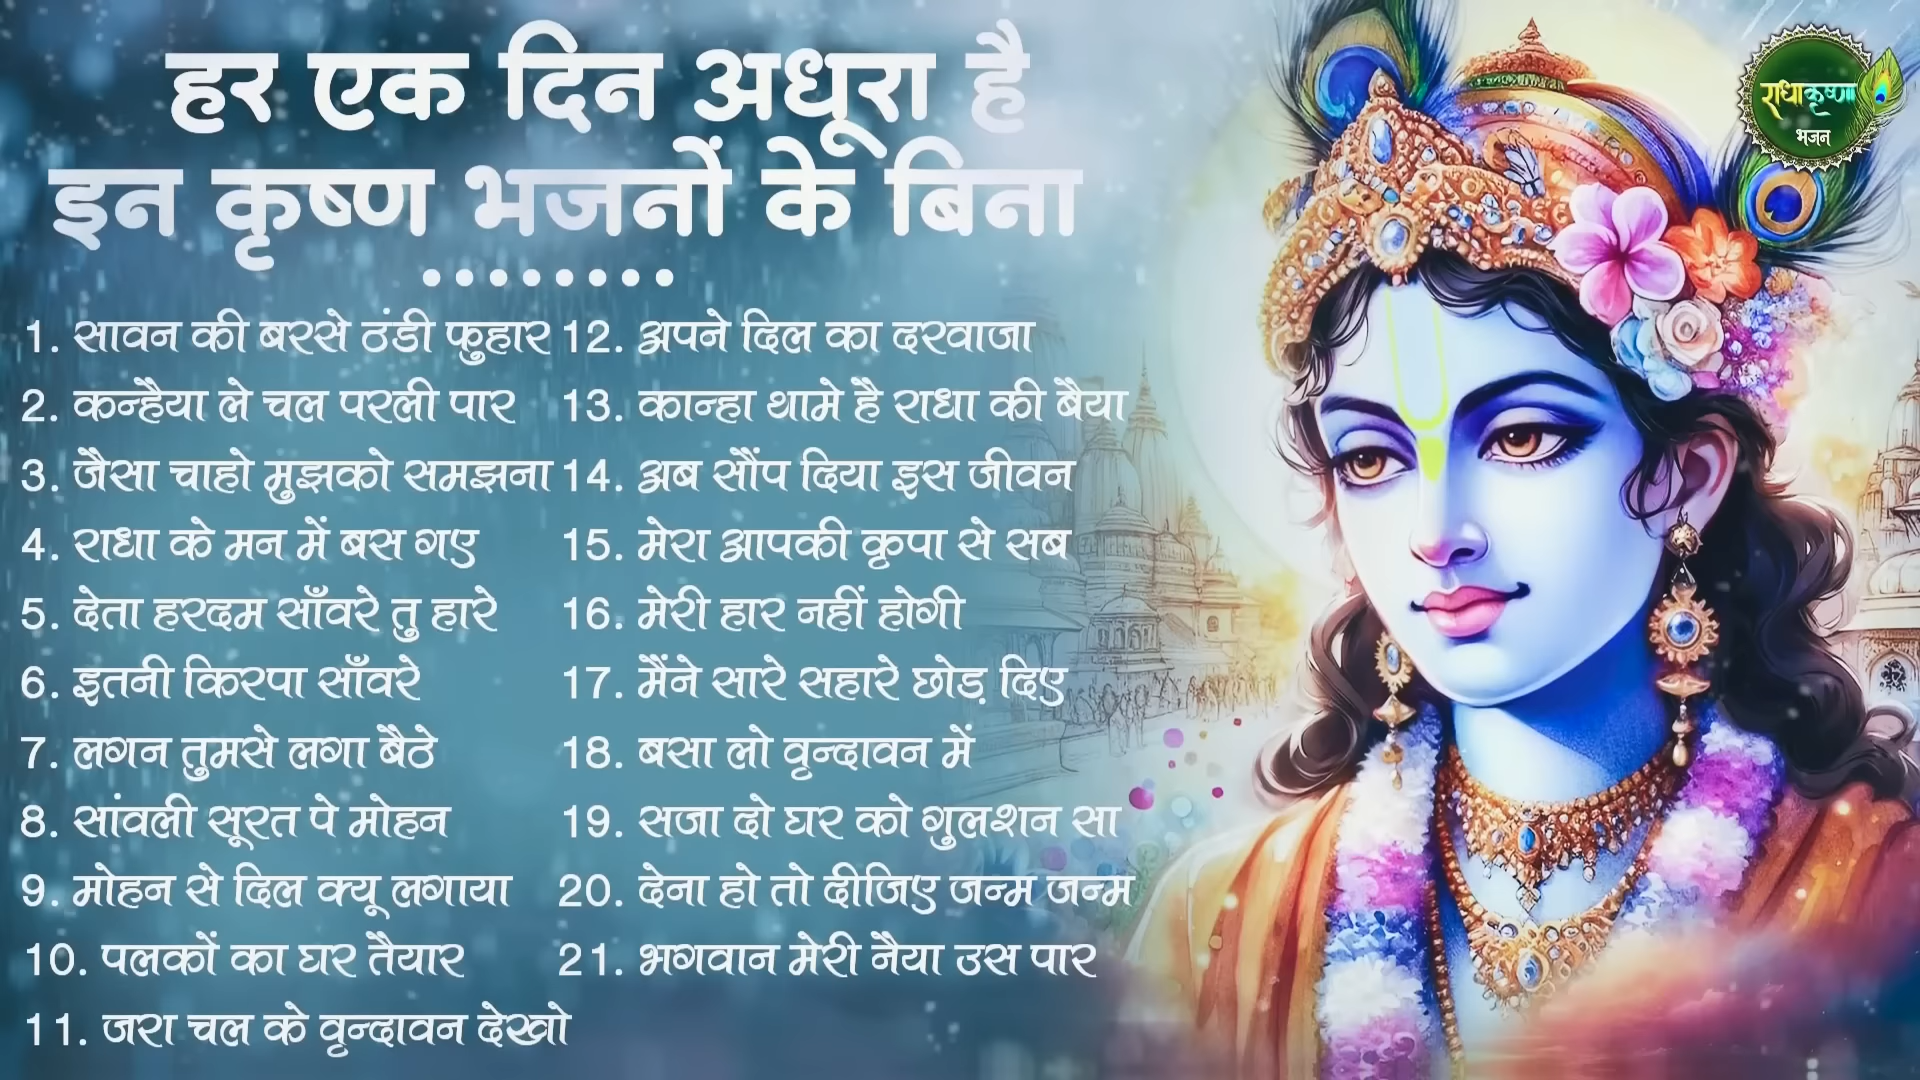 हर एक दिन अधूरा है
इन कृष्ण भजनों के बिना
........
1. सावन की बरसे ठंडी फुहार
2. कन्हैया ले चल परली पार
3. जैसा चाहो मुझको समझना
4. राधा के मन में बस गए
5. देता हरदम साँवरे तु हारे
6. इतनी किरपा साँवरे
7. लगन तुमसे लगा बैठे
8. सांवली सूरत पे मोहन
9. मोहन से दिल क्यू लगाया
10. पलकों का घर तैयार
11. जरा चल के वृन्दावन देखो
12. अपने दिल का दरवाजा
13. कान्हा थामे है राधा की बैया
14. अब सौंप दिया इस जीवन
15. मेरा आपकी कृपा से सब
16. मेरी हार नहीं होगी
17. मैंने सारे सहारे छोड़ दिए
18. बसा लो वृन्दावन में
19. सजा दो घर को गुलशन सा
20. देना हो तो दीजिए जन्म जन्म
21. भगवान मेरी नैया उस पार
राधाकृष्ण
भजन